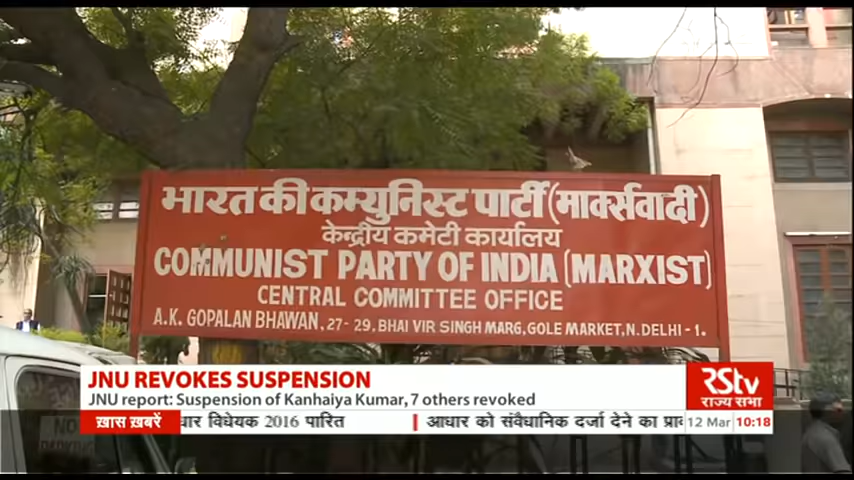 भारत की कम्युनिस्ट पार्टी (मार्क्सवादी)
केन्द्रीय कमेटी कार्यालय
COMMUNIST PARTY OF INDIA (MARXIST)
CENTRAL COMMITTEE OFFICE
A.K. GOPALAN BHAWAN, 27-29, BHAI VIR SINGH MARG, GOLE MARKET, N. DELHI-1.
JNU REVOKES SUSPENSION
JNU report: Suspension of Kanhaiya Kumar, 7 others revoked
RSTV
राज्य सभा
ख़ास ख़बरें
विधेयक 2016 पारित
आधार को संवैधानिक दर्जा देने का
12 Mar 10:18
NO
PARKING